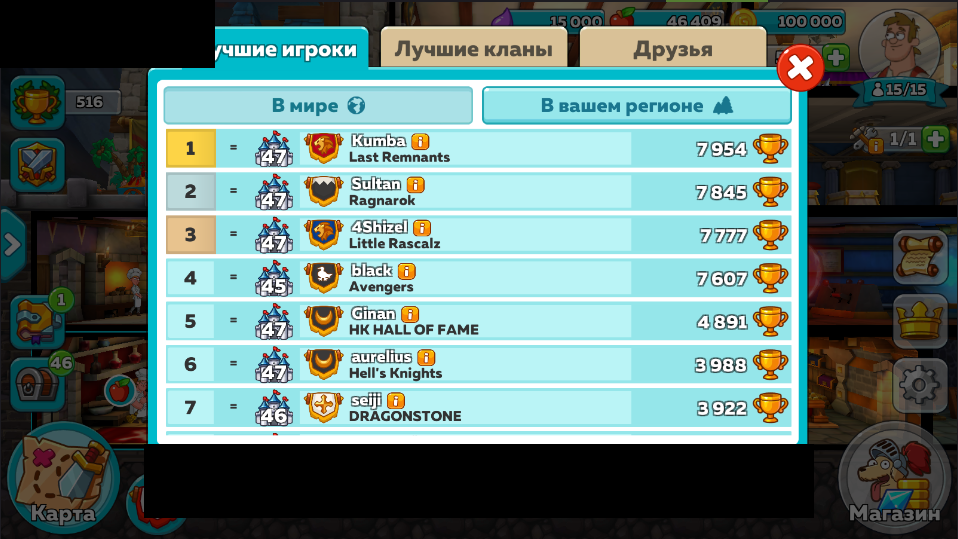 15 000
46 409
100 000
учшие игроки
Лучшие кланы
Друзья
516
15/15
В мире
В вашем регионе
1/1
1 = 47 Kumba 7 954
Last Remnants
2 = 47 Sultan 7 845
Ragnarok
3 = 47 4Shizel 7 777
Little Rascalz
4 = 45 black 7 607
Avengers
5 = 47 Ginan 4 891
HK HALL OF FAME
6 = 47 aurelius 3 988
Hell's Knights
7 = 46 seiji 3 922
DRAGONSTONE
1
46
Карта
Магазин